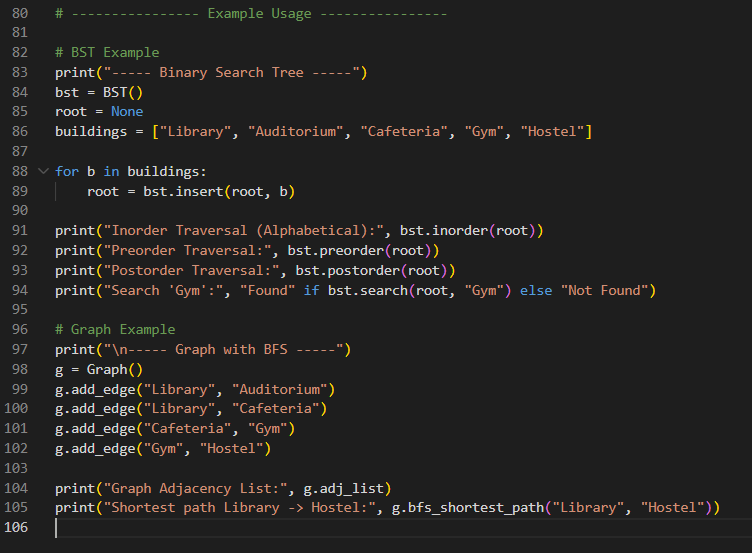 80 # ---------------- Example Usage ----------------
81
82 # BST Example
83 print("----- Binary Search Tree -----")
84 bst = BST()
85 root = None
86 buildings = ["Library", "Auditorium", "Cafeteria", "Gym", "Hostel"]
87
88 for b in buildings:
89     root = bst.insert(root, b)
90
91 print("Inorder Traversal (Alphabetical):", bst.inorder(root))
92 print("Preorder Traversal:", bst.preorder(root))
93 print("Postorder Traversal:", bst.postorder(root))
94 print("Search 'Gym':", "Found" if bst.search(root, "Gym") else "Not Found")
95
96 # Graph Example
97 print("\n----- Graph with BFS -----")
98 g = Graph()
99 g.add_edge("Library", "Auditorium")
100 g.add_edge("Library", "Cafeteria")
101 g.add_edge("Cafeteria", "Gym")
102 g.add_edge("Gym", "Hostel")
103
104 print("Graph Adjacency List:", g.adj_list)
105 print("Shortest path Library -> Hostel:", g.bfs_shortest_path("Library", "Hostel"))
106